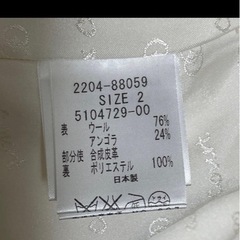 2204-88059
SIZE 2
5104729-00
表 ウール 76%
アンゴラ 24%
部分使 合成皮革
裏 ポリエステル 100%
日本製